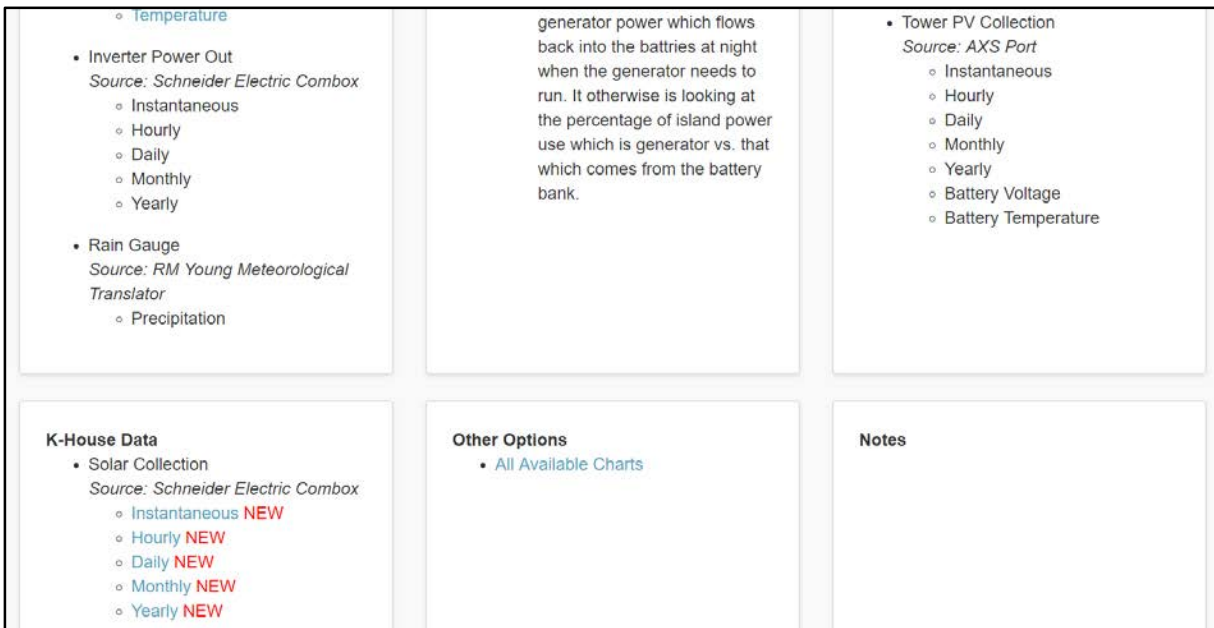 Temperature
Inverter Power Out
Source: Schneider Electric Combox
Instantaneous
Hourly
Daily
Monthly
Yearly
Rain Gauge
Source: RM Young Meteorological
Translator
Precipitation
generator power which flows
back into the battries at night
when the generator needs to
run. It otherwise is looking at
the percentage of island power
use which is generator vs. that
which comes from the battery
bank.
Tower PV Collection
Source: AXS Port
Instantaneous
Hourly
Daily
Monthly
Yearly
Battery Voltage
Battery Temperature
K-House Data
Solar Collection
Source: Schneider Electric Combox
Instantaneous NEW
Hourly NEW
Daily NEW
Monthly NEW
Yearly NEW
Other Options
All Available Charts
Notes